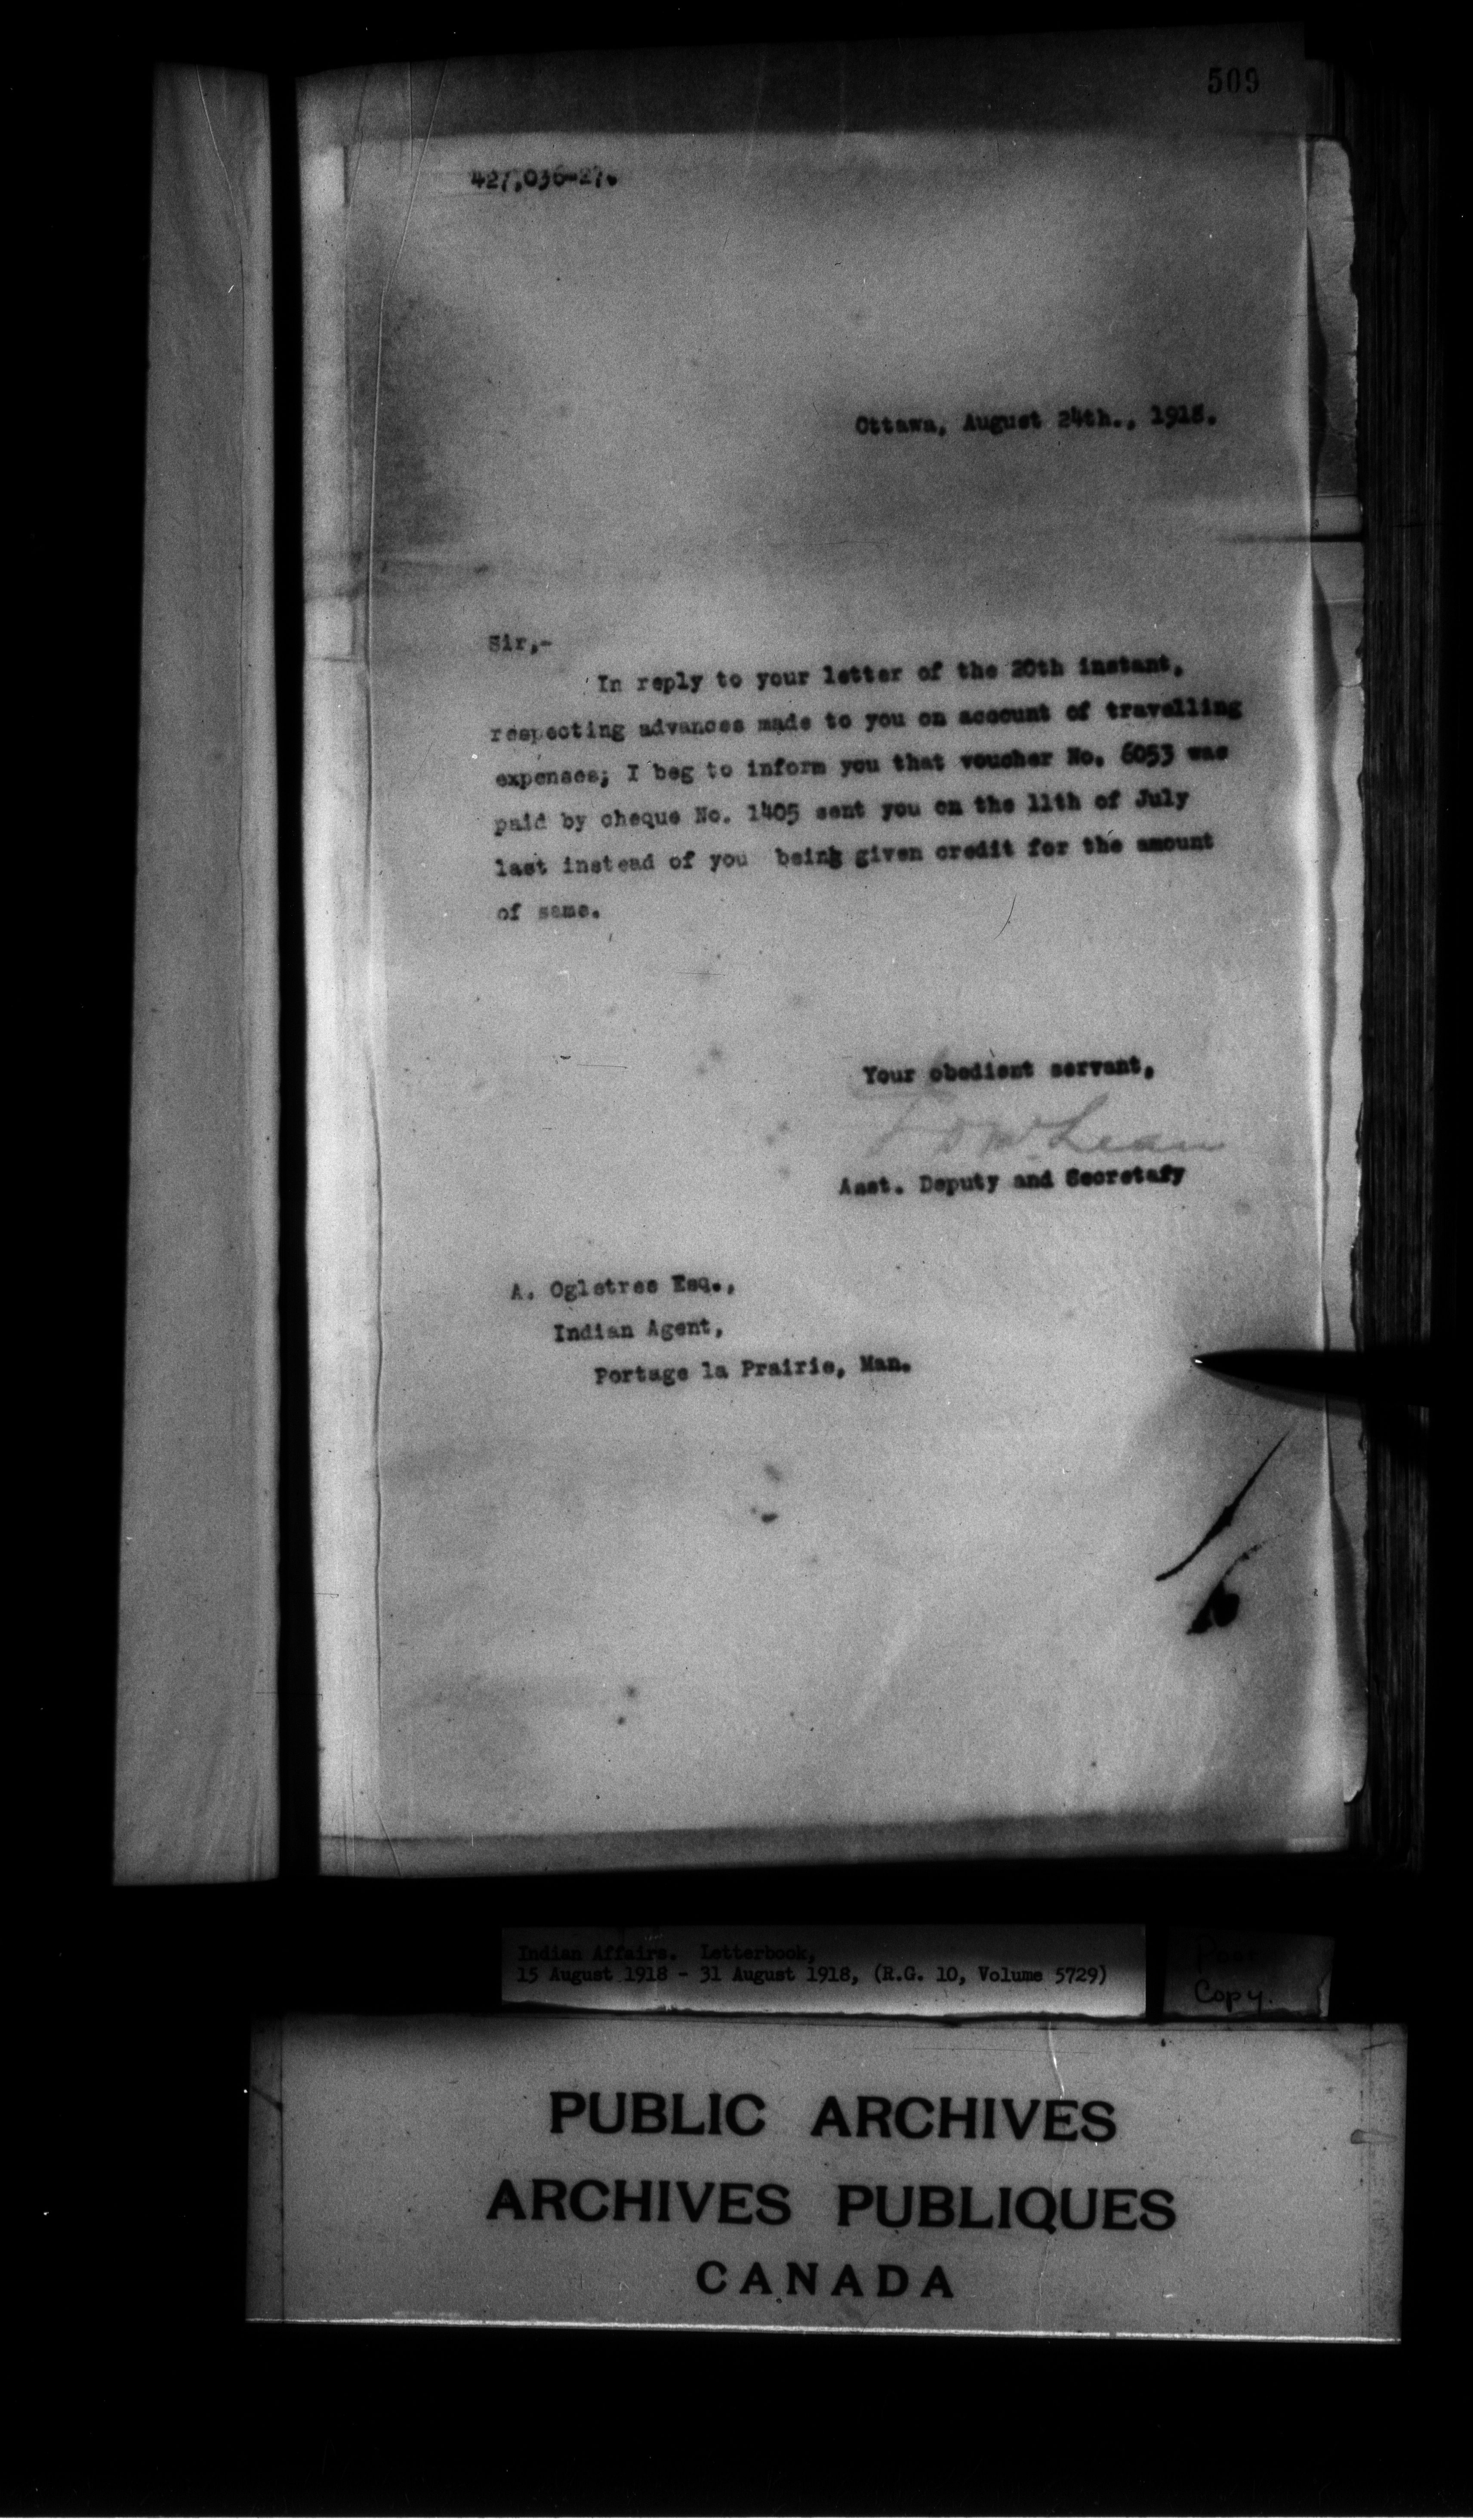 509
427,036-27.
Ottawa, August 24th., 1918.
Sir,-
In reply to your letter of the 20th instant,
respecting advances made to you on account of travelling
expenses; I beg to inform you that voucher No. 6053 was
paid by cheque No. 1405 sent you on the 11th of July
last instead of you being given credit for the amount
of same.
Your obedient servant,
J D McLean
Asst. Deputy and Secretary
A. Ogletree Esq.,
Indian Agent,
Portage la Prairie, Man.
Indian Affairs. Letterbook,
15 August 1918 - 31 August 1918, (R.G. 10, Volume 5729)
Poor
Copy.
PUBLIC ARCHIVES
ARCHIVES PUBLIQUES
CANADA